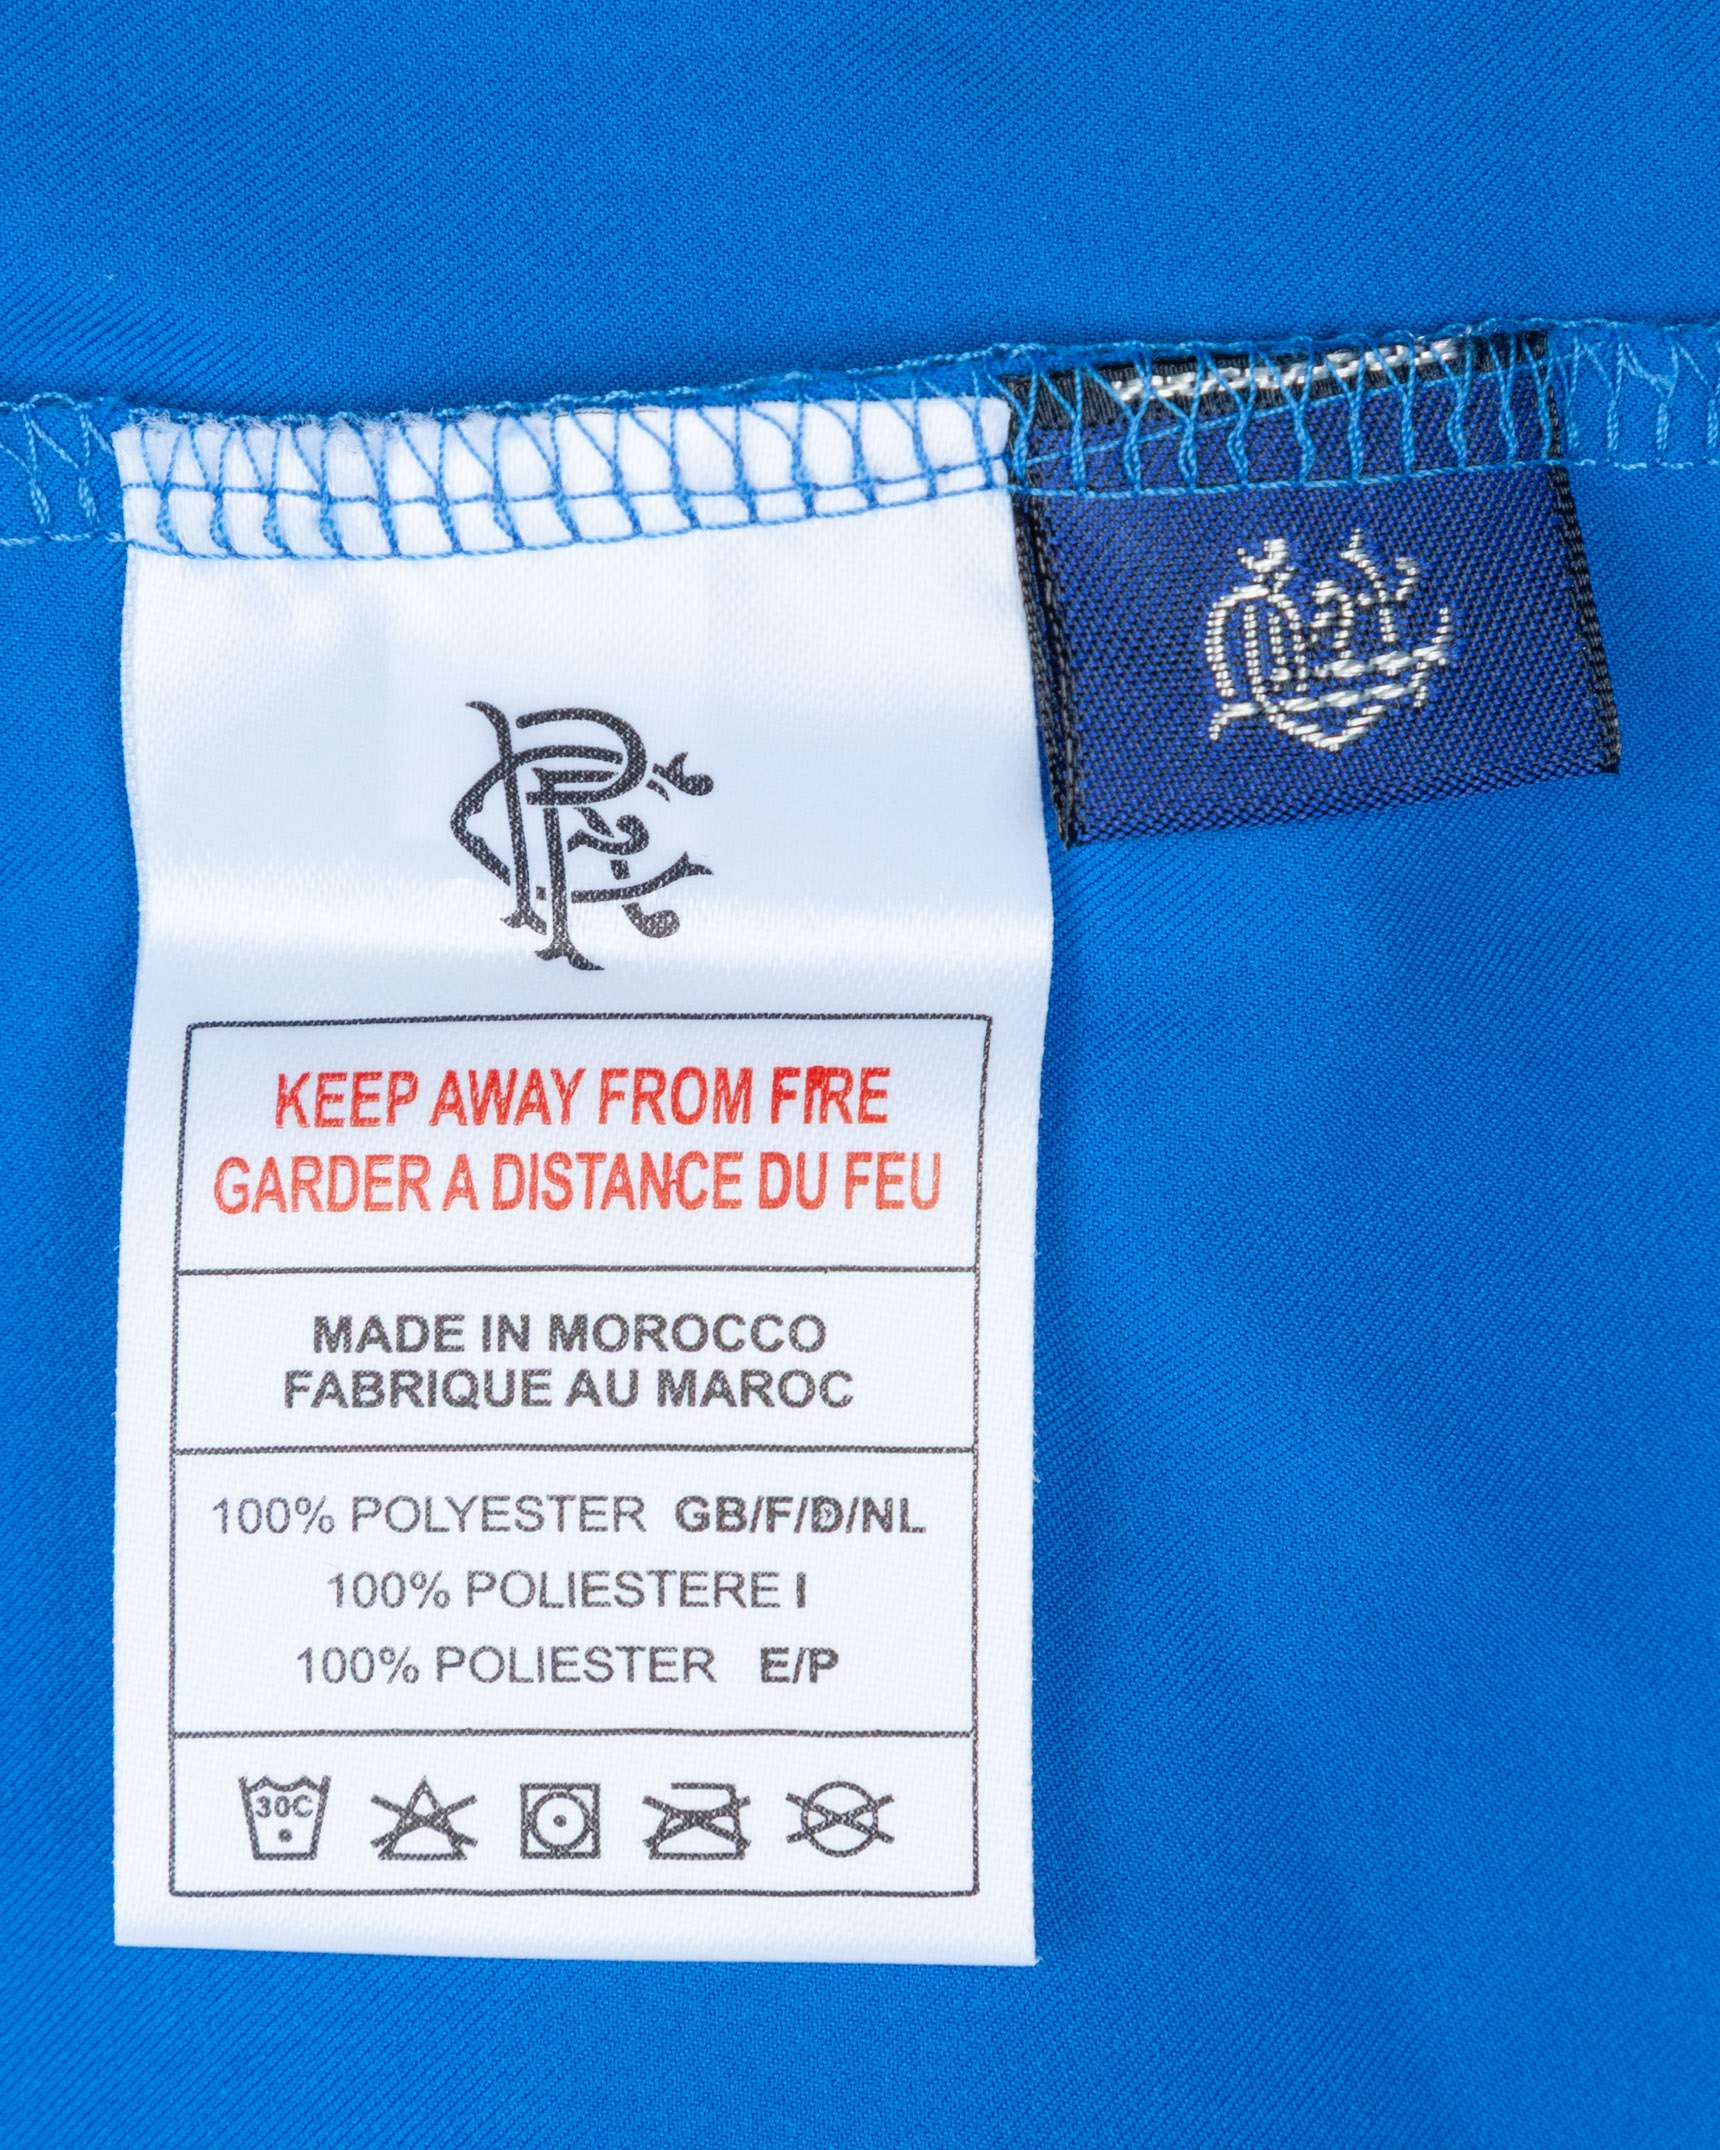 RFC
KEEP AWAY FROM FIRE
GARDER A DISTANCE DU FEU
MADE IN MOROCCO
FABRIQUE AU MAROC
100% POLYESTER GB/F/D/NL
100% POLIESTERE I
100% POLIESTER E/P
30C